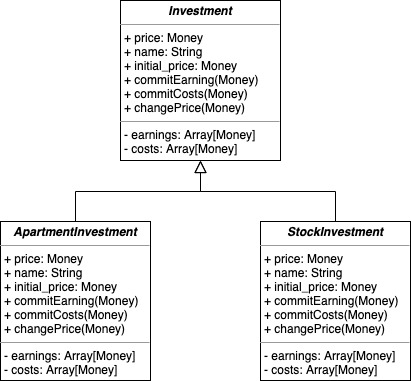 Investment
+ price: Money
+ name: String
+ initial_price: Money
+ commitEarning(Money)
+ commitCosts(Money)
+ changePrice(Money)
- earnings: Array[Money]
- costs: Array[Money]
ApartmentInvestment
+ price: Money
+ name: String
+ initial_price: Money
+ commitEarning(Money)
+ commitCosts(Money)
+ changePrice(Money)
- earnings: Array[Money]
- costs: Array[Money]
StockInvestment
+ price: Money
+ name: String
+ initial_price: Money
+ commitEarning(Money)
+ commitCosts(Money)
+ changePrice(Money)
- earnings: Array[Money]
- costs: Array[Money]